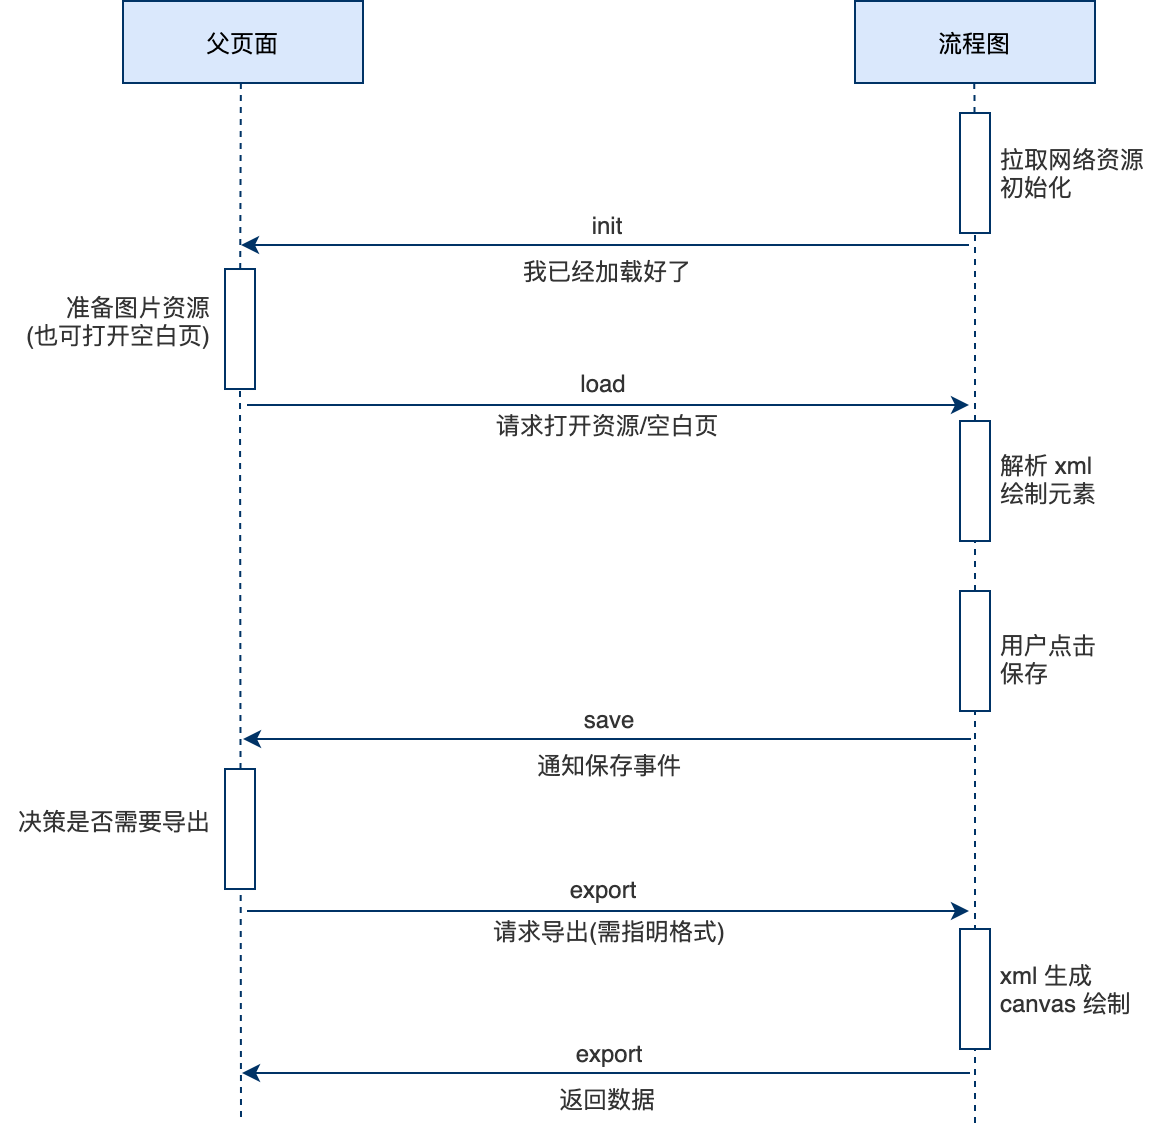 父页面
流程图
拉取网络资源
初始化
init
我已经加载好了
准备图片资源
(也可打开空白页)
load
请求打开资源/空白页
解析 xml
绘制元素
用户点击
保存
save
通知保存事件
决策是否需要导出
export
请求导出(需指明格式)
xml 生成
canvas 绘制
export
返回数据